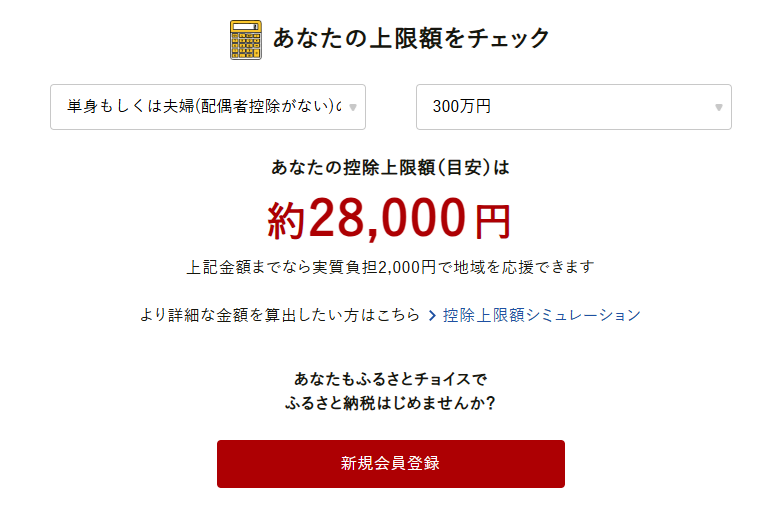 あなたの上限額をチェック
単身もしくは夫婦(配偶者控除がない)の
300万円
あなたの控除上限額(目安)は
約28,000円
上記金額までなら実質負担2,000円で地域を応援できます
より詳細な金額を算出したい方はこちら > 控除上限額シミュレーション
あなたもふるさとチョイスで
ふるさと納税はじめませんか?
新規会員登録